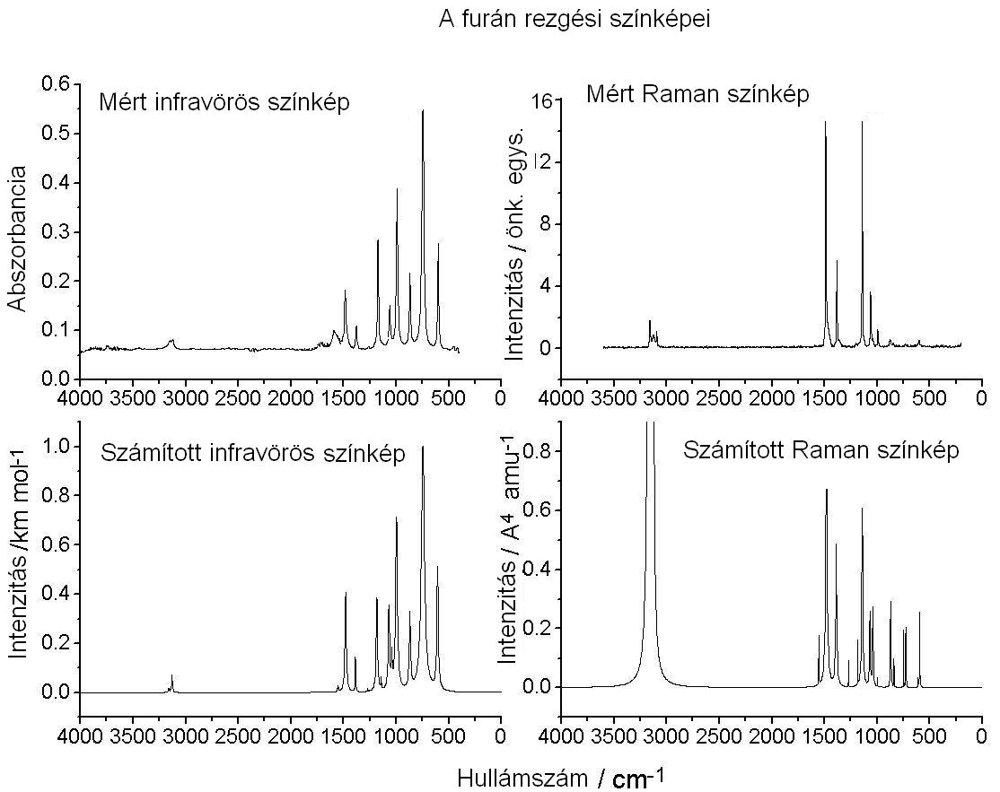 A furán rezgési színképei
Mért infravörös színkép
Abszorbancia
0.6
0.5
0.4
0.3
0.2
0.1
0.0
4000 3500 3000 2500 2000 1500 1000 500 0
Mért Raman színkép
Intenzitás / önk. egys.
16
12
8
4
0
4000 3500 3000 2500 2000 1500 1000 500 0
Számított infravörös színkép
Intenzitás /km mol-1
1.0
0.8
0.6
0.4
0.2
0.0
4000 3500 3000 2500 2000 1500 1000 500
Számított Raman színkép
Intenzitás / A4 amu-1
0.8
0.6
0.4
0.2
0.0
4000 3500 3000 2500 2000 1500 1000 500 0
Hullámszám / cm-1